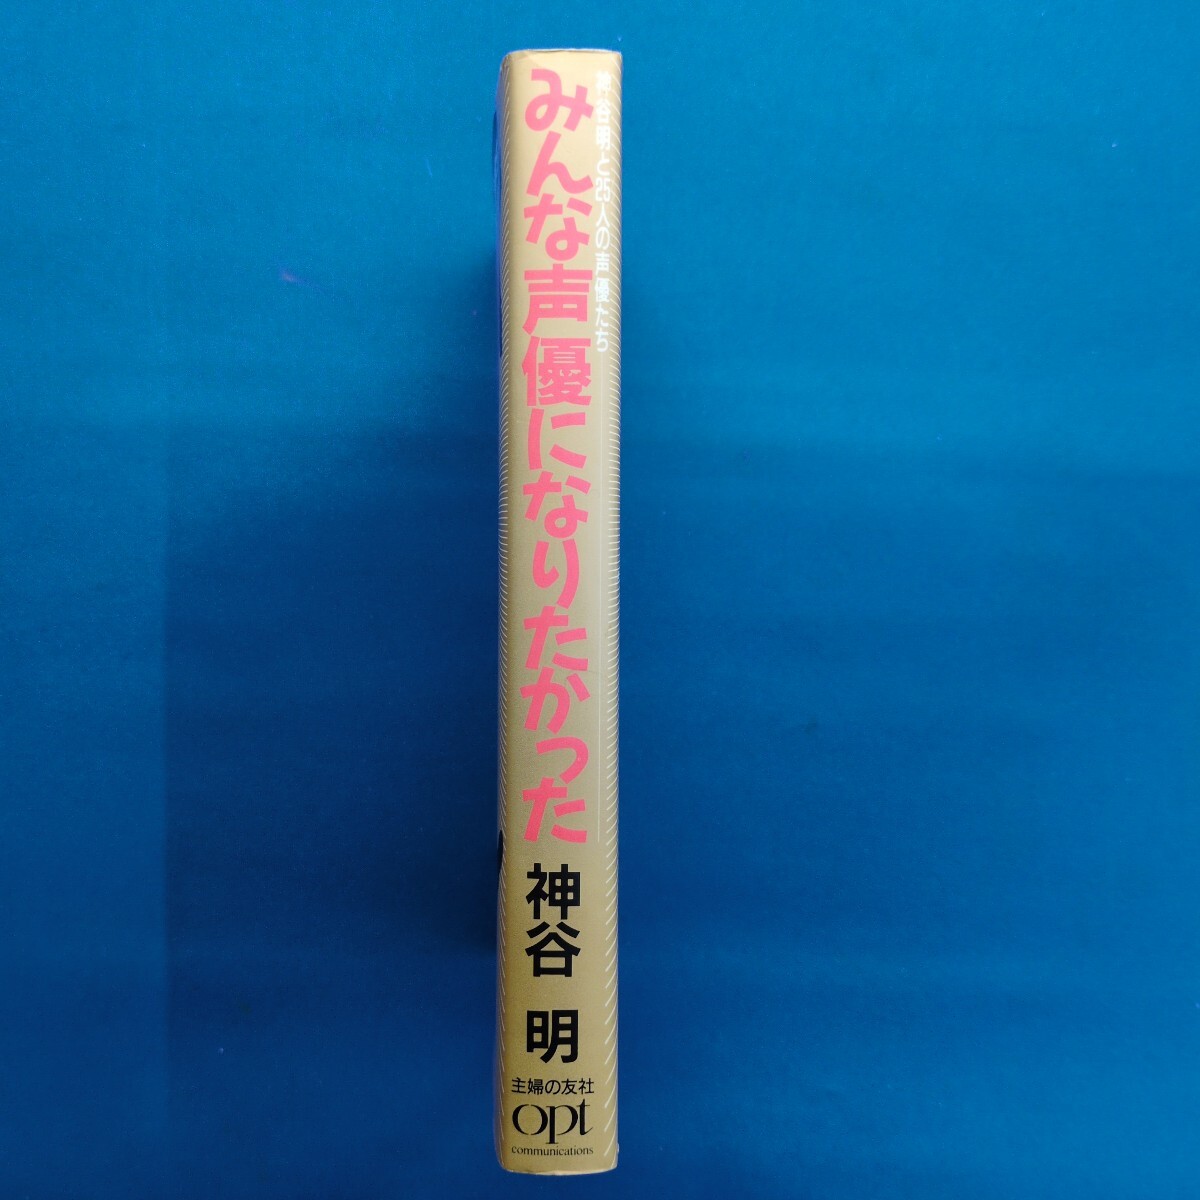 神谷明と25人の声優たち
みんな声優になりたかった
神谷 明
主婦の友社
opt
communications